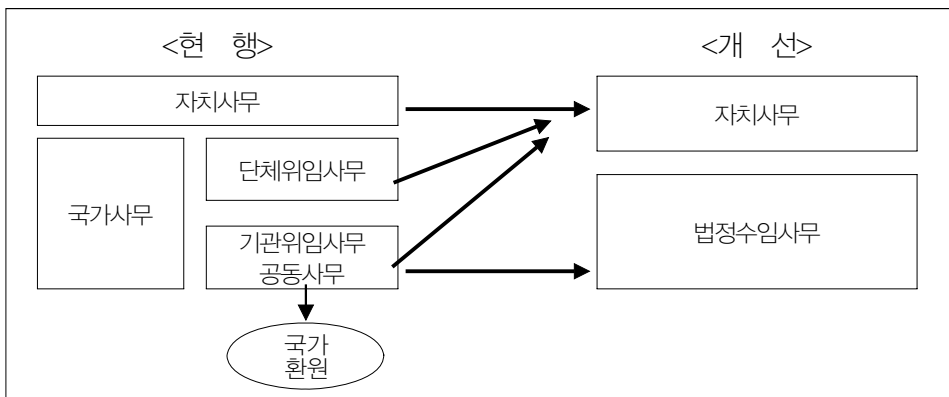 <현 행>
<개 선>
자치사무
자치사무
단체위임사무
국가사무
기관위임사무
공동사무
법정수임사무
국가
환원